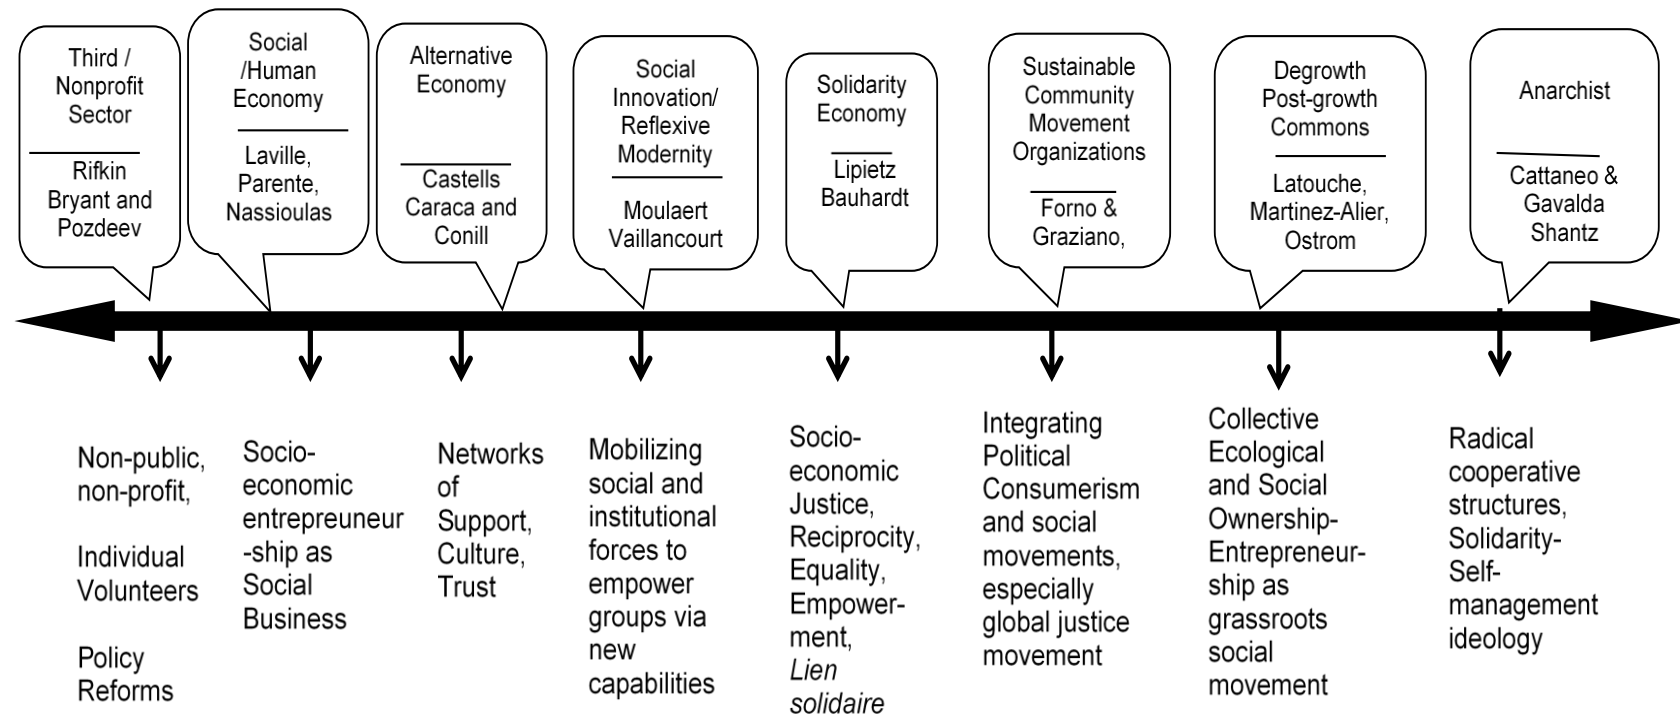 Third /
Nonprofit
Sector
Rifkin
Bryant and
Pozdeev
Social
/Human
Economy
Laville,
Parente,
Nassioulas
Alternative
Economy
Castells
Caraca and
Conill
Social
Innovation/
Reflexive
Modernity
Moulaert
Vaillancourt
Solidarity
Economy
Lipietz
Bauhardt
Sustainable
Community
Movement
Organizations
Forno &
Graziano,
Degrowth
Post-growth
Commons
Latouche,
Martinez-Alier,
Ostrom
Anarchist
Cattaneo &
Gavalda
Shantz
Non-public,
non-profit,
Individual
Volunteers
Policy
Reforms
Socio-
economic
entrepreuneur
-ship as
Social
Business
Networks
of
Support,
Culture,
Trust
Mobilizing
social and
institutional
forces to
empower
groups via
new
capabilities
Socio-
economic
Justice,
Reciprocity,
Equality,
Empower-
ment,
Lien
solidaire
Integrating
Political
Consumerism
and social
movements,
especially
global justice
movement
Collective
Ecological
and Social
Ownership-
Entrepreneur-
ship as
grassroots
social
movement
Radical
cooperative
structures,
Solidarity-
Self-
management
ideology